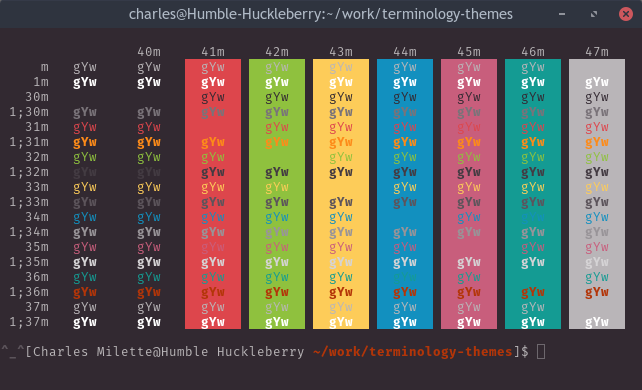 charles@Humble-Huckleberry:~/work/terminology-themes
40m 41m 42m 43m 44m 45m 46m 47m
m gYw gYw gYw gYw gYw gYw gYw gYw
1m gYw gYw gYw gYw gYw gYw gYw gYw gYw
30m gYw gYw gYw gYw gYw gYw gYw
1;30m gYw gYw gYw gYw gYw gYw gYw gYw gYw
31m gYw gYw gYw gYw gYw gYw gYw gYw
1;31m gYw gYw gYw gYw gYw gYw gYw gYw gYw
32m gYw gYw gYw gYw gYw gYw gYw gYw
1;32m gYw gYw gYw gYw gYw gYw gYw gYw gYw
33m gYw gYw gYw gYw gYw gYw gYw gYw
1;33m gYw gYw gYw gYw gYw gYw gYw gYw gYw
34m gYw gYw gYw gYw gYw gYw gYw gYw
1;34m gYw gYw gYw gYw gYw gYw gYw gYw gYw
35m gYw gYw gYw gYw gYw gYw gYw gYw
1;35m gYw gYw gYw gYw gYw gYw gYw gYw gYw
36m gYw gYw gYw gYw gYw gYw gYw gYw
1;36m gYw gYw gYw gYw gYw gYw gYw gYw gYw
37m gYw gYw gYw gYw gYw gYw gYw gYw
1;37m gYw gYw gYw gYw gYw gYw gYw gYw gYw
^_^[Charles Milette@Humble Huckleberry ~/work/terminology-themes]$